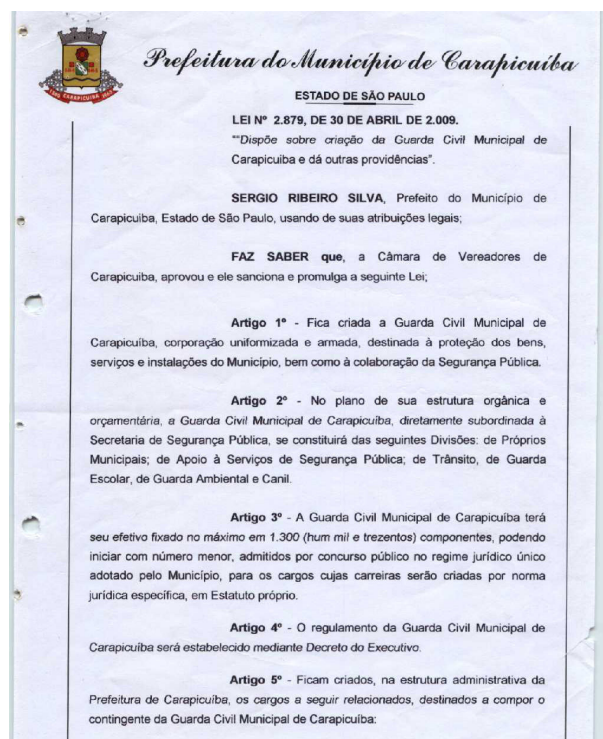 Prefeitura do Município de Carapicuíba
ESTADO DE SÃO PAULO
LEI Nº 2.879, DE 30 DE ABRIL DE 2.009.
""Dispõe sobre criação da Guarda Civil Municipal de
Carapicuiba e dá outras providências".
SERGIO RIBEIRO SILVA, Prefeito do Município de
Carapicuiba, Estado de São Paulo, usando de suas atribuições legais;
FAZ SABER que, a Câmara de Vereadores de
Carapicuiba, aprovou e ele sanciona e promulga a seguinte Lei;
Artigo 1º - Fica criada a Guarda Civil Municipal de
Carapicuíba, corporação uniformizada e armada, destinada à proteção dos bens,
serviços e instalações do Município, bem como à colaboração da Segurança Pública.
Artigo 2º - No plano de sua estrutura orgânica e
orçamentária, a Guarda Civil Municipal de Carapicuíba, diretamente subordinada à
Secretaria de Segurança Pública, se constituirá das seguintes Divisões: de Próprios
Municipais; de Apoio à Serviços de Segurança Pública; de Trânsito, de Guarda
Escolar, de Guarda Ambiental e Canil.
Artigo 3º - A Guarda Civil Municipal de Carapicuíba terá
seu efetivo fixado no máximo em 1.300 (hum mil e trezentos) componentes, podendo
iniciar com número menor, admitidos por concurso público no regime jurídico único
adotado pelo Município, para os cargos cujas carreiras serão criadas por norma
jurídica específica, em Estatuto próprio.
Artigo 4º - O regulamento da Guarda Civil Municipal de
Carapicuíba será estabelecido mediante Decreto do Executivo.
Artigo 5º - Ficam criados, na estrutura administrativa da
Prefeitura de Carapicuíba, os cargos a seguir relacionados, destinados a compor o
contingente da Guarda Civil Municipal de Carapicuíba: